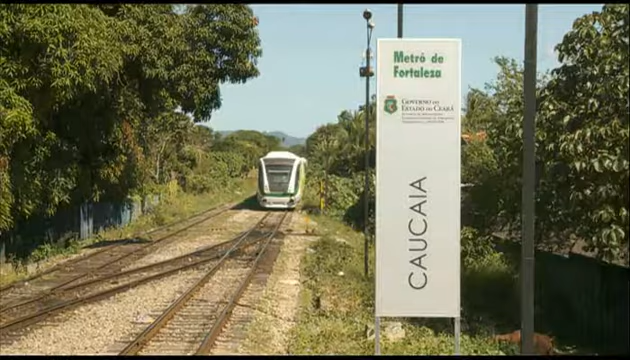 Metrô de
Fortaleza
GOVERNO DO
ESTADO DO CEARÁ
CAUCAIA